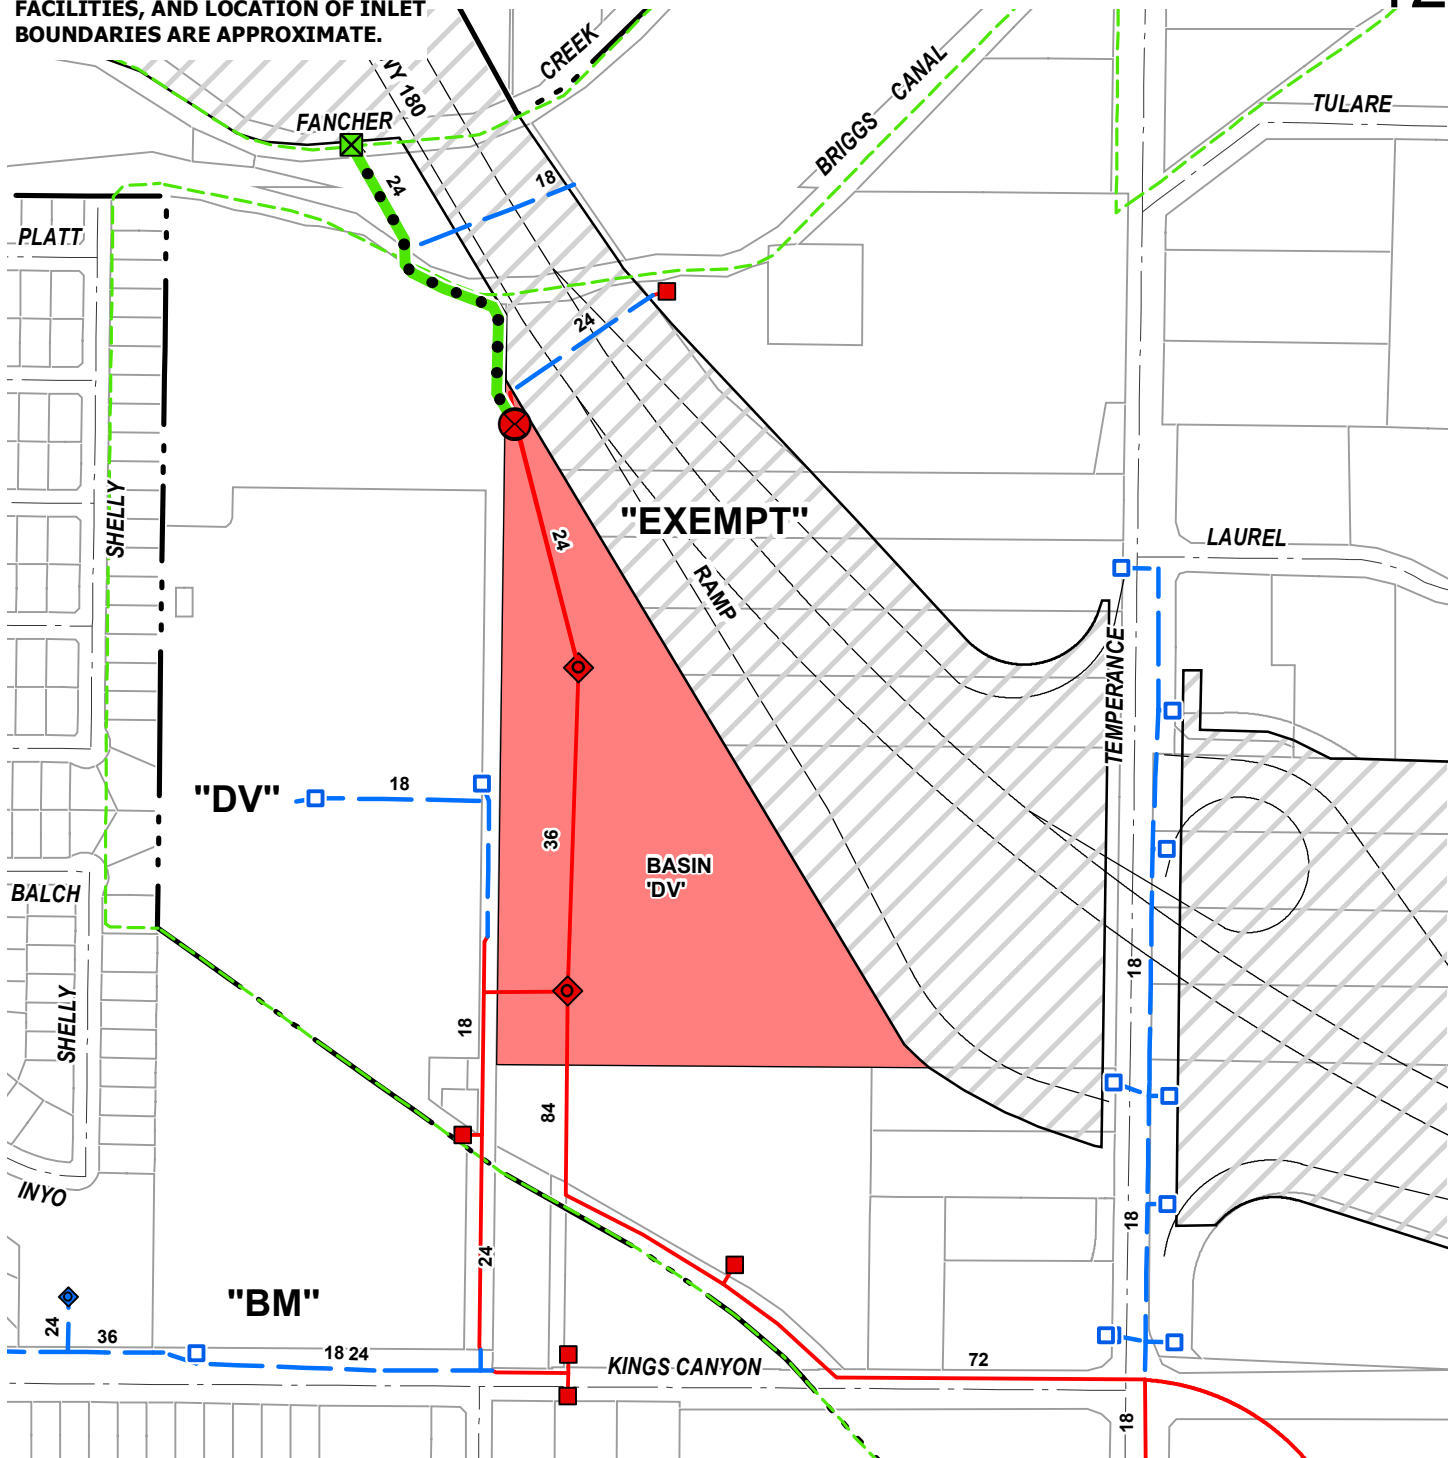 FACILITIES, AND LOCATION OF INLET
BOUNDARIES ARE APPROXIMATE.
CREEK
180
FANCHER
BRIGGS CANAL
TULARE
24
18
PLATT
24
SHELLY
"EXEMPT"
LAUREL
24
RAMP
TEMPERANCE
"DV"
18
36
BASIN
'DV'
BALCH
18
SHELLY
18
84
INYO
18
24
"BM"
24
36
18 24
KINGS CANYON
72
18